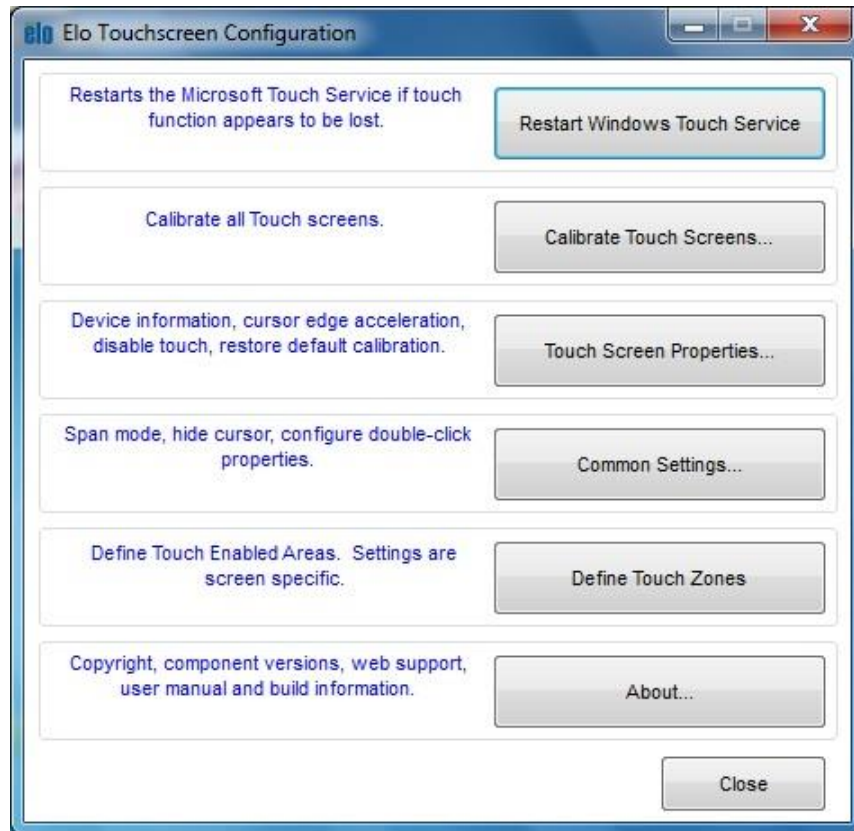 elo Elo Touchscreen Configuration
Restarts the Microsoft Touch Service if touch
function appears to be lost.
Restart Windows Touch Service
Calibrate all Touch screens.
Calibrate Touch Screens...
Device information, cursor edge acceleration,
disable touch, restore default calibration.
Touch Screen Properties...
Span mode, hide cursor, configure double-click
properties.
Common Settings...
Define Touch Enabled Areas.  Settings are
screen specific.
Define Touch Zones
Copyright, component versions, web support,
user manual and build information.
About...
Close